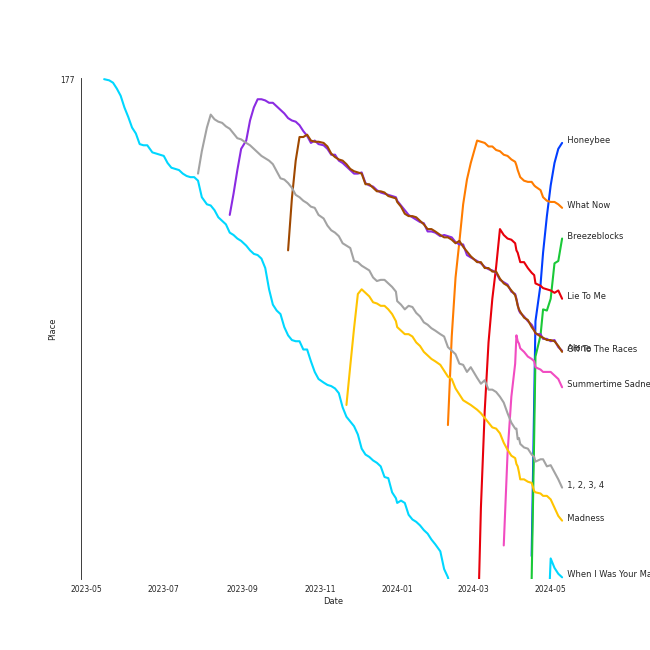 177
Honeybee
What Now
Breezeblocks
Lie To Me
Off To The Races
Summertime Sadne
1, 2, 3, 4
Madness
When I Was Your Ma
Place
2023-05 2023-07 2023-09 2023-11 2024-01 2024-03 2024-05
Date